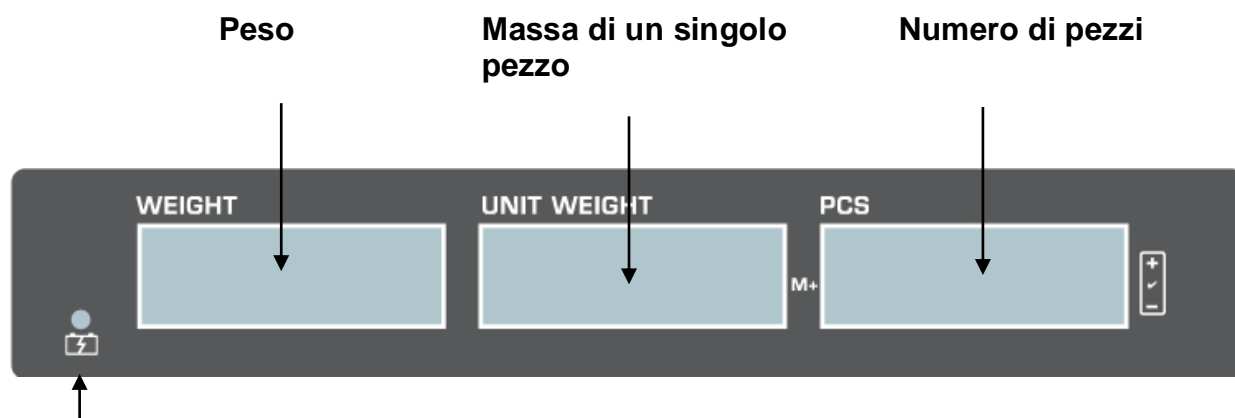 Peso
Massa di un singolo
pezzo
Numero di pezzi
WEIGHT
UNIT WEIGHT
PCS
M+
+
-